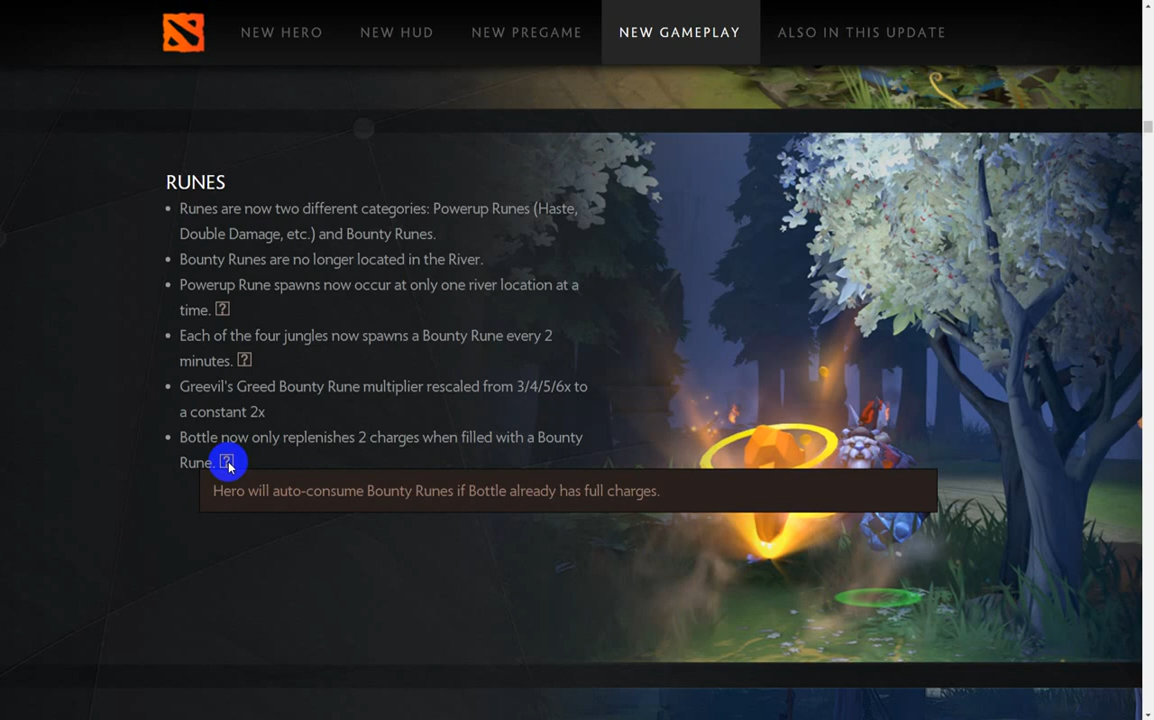 NEW HERO
NEW HUD
NEW PREGAME
NEW GAMEPLAY
ALSO IN THIS UPDATE
RUNES
• Runes are now two different categories: Powerup Runes (Haste,
Double Damage, etc.) and Bounty Runes.
• Bounty Runes are no longer located in the River.
• Powerup Rune spawns now occur at only one river location at a
time. [?]
• Each of the four jungles now spawns a Bounty Rune every 2
minutes. [?]
• Greevil's Greed Bounty Rune multiplier rescaled from 3/4/5/6x to
a constant 2x
• Bottle now only replenishes 2 charges when filled with a Bounty
Rune. [?]
Hero will auto-consume Bounty Runes if Bottle already has full charges.